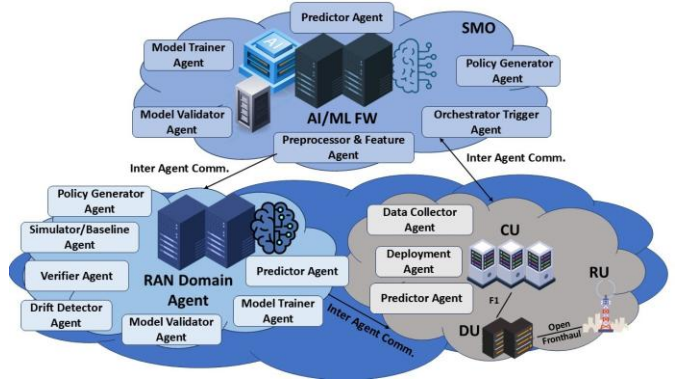 Predictor Agent
SMO
Model Trainer
Agent
AI
Policy Generator
Agent
Model Validator
Agent
AI/ML FW
Orchestrator Trigger
Agent
Preprocessor & Feature
Agent
Inter Agent Comm.
Inter Agent Comm.
Policy Generator
Agent
Simulator/Baseline
Agent
Verifier Agent
Drift Detector
Agent
RAN Domain
Agent
Predictor Agent
Model Trainer
Agent
Model Validator
Agent
Inter Agent Comm.
Data Collector
Agent
CU
Deployment
Agent
Predictor Agent
F1
RU
DU
Open
Fronthaul